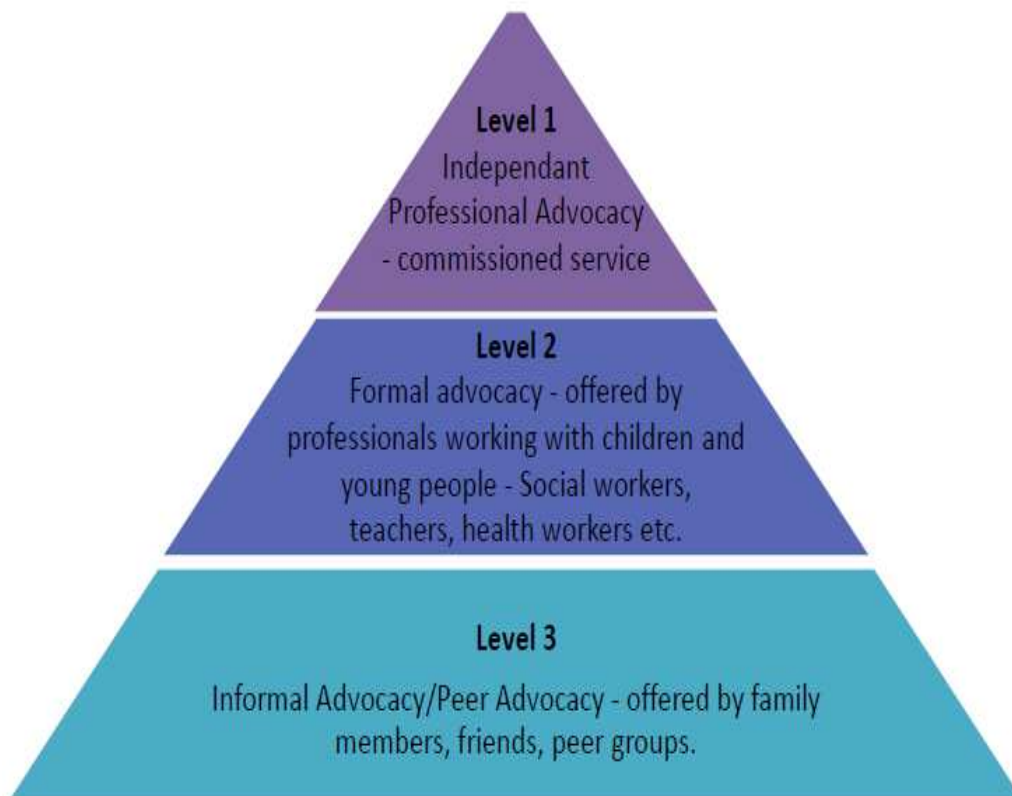 Level 1
Independant
Professional Advocacy
- commissioned service
Level 2
Formal advocacy - offered by
professionals working with children and
young people - Social workers,
teachers, health workers etc.
Level 3
Informal Advocacy/Peer Advocacy - offered by family
members, friends, peer groups.